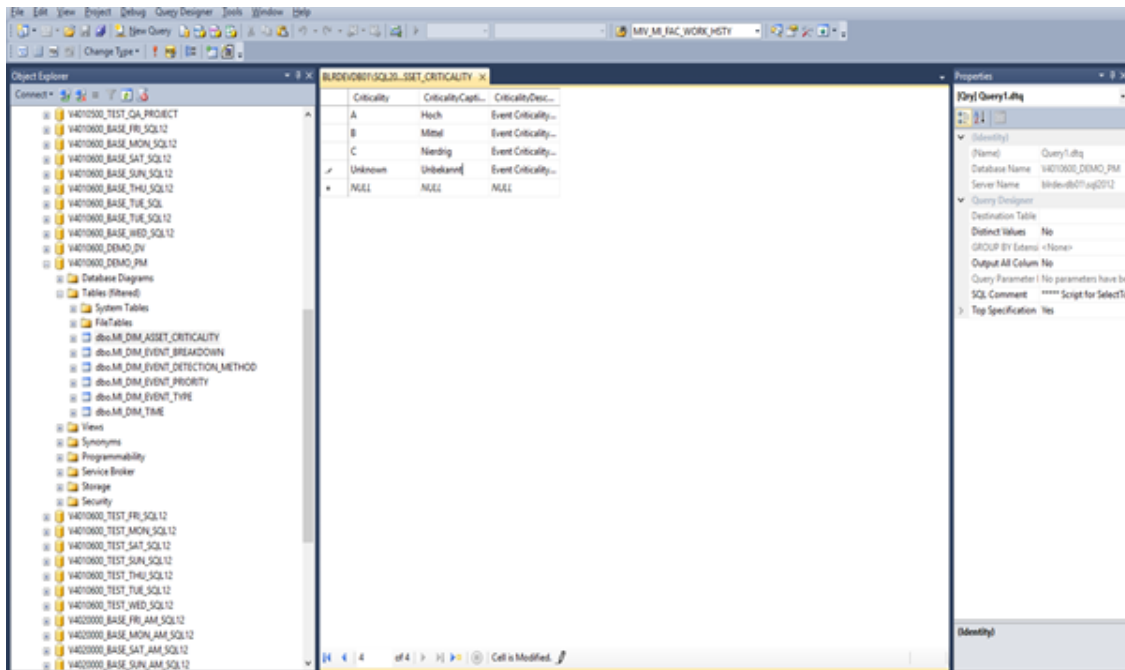 File Edit View Project Debug Query Designer Tools Window Help
New Query
MIV_MI_FAC_WORK_HSTY
Change Type
Object Explorer
Connect
V4010500_TEST_QA_PROJECT
V4010600_BASE_FRI_SQL12
V4010600_BASE_MON_SQL12
V4010600_BASE_SAT_SQL12
V4010600_BASE_SUN_SQL12
V4010600_BASE_THU_SQL12
V4010600_BASE_TUE_SQL
V4010600_BASE_TUE_SQL12
V4010600_BASE_WED_SQL12
V4010600_DEMO_DV
V4010600_DEMO_PM
Database Diagrams
Tables (filtered)
System Tables
FileTables
dbo.MI_DIM_ASSET_CRITICALITY
dbo.MI_DIM_EVENT_BREAKDOWN
dbo.MI_DIM_EVENT_DETECTION_METHOD
dbo.MI_DIM_EVENT_PRIORITY
dbo.MI_DIM_EVENT_TYPE
dbo.MI_DIM_TIME
Views
Synonyms
Programmability
Service Broker
Storage
Security
V4010600_TEST_FRI_SQL12
V4010600_TEST_MON_SQL12
V4010600_TEST_SAT_SQL12
V4010600_TEST_SUN_SQL12
V4010600_TEST_THU_SQL12
V4010600_TEST_TUE_SQL12
V4010600_TEST_WED_SQL12
V4020000_BASE_FRI_AM_SQL12
V4020000_BASE_MON_AM_SQL12
V4020000_BASE_SAT_AM_SQL12
V4020000_BASE_SUN_AM_SQL12
BLRDEVDB01\SQL20...SSET_CRITICALITY
Criticality CriticalityCapti... CriticalityDesc...
A Hoch Event Criticality...
B Mittel Event Criticality...
C Nierdrig Event Criticality...
Unknown Unbekannt Event Criticality...
NULL NULL NULL
4 of 4 Cell is Modified.
Properties
[Qry] Query1.dtq
(Identity)
(Name) Query1.dtq
Database Name V4010600_DEMO_PM
Server Name blrdevdb01\sql2012
Query Designer
Destination Table
Distinct Values No
GROUP BY Extensi <None>
Output All Colum No
Query Parameter l No parameters have be
SQL Comment ***** Script for SelectTo
Top Specification Yes
(Identity)